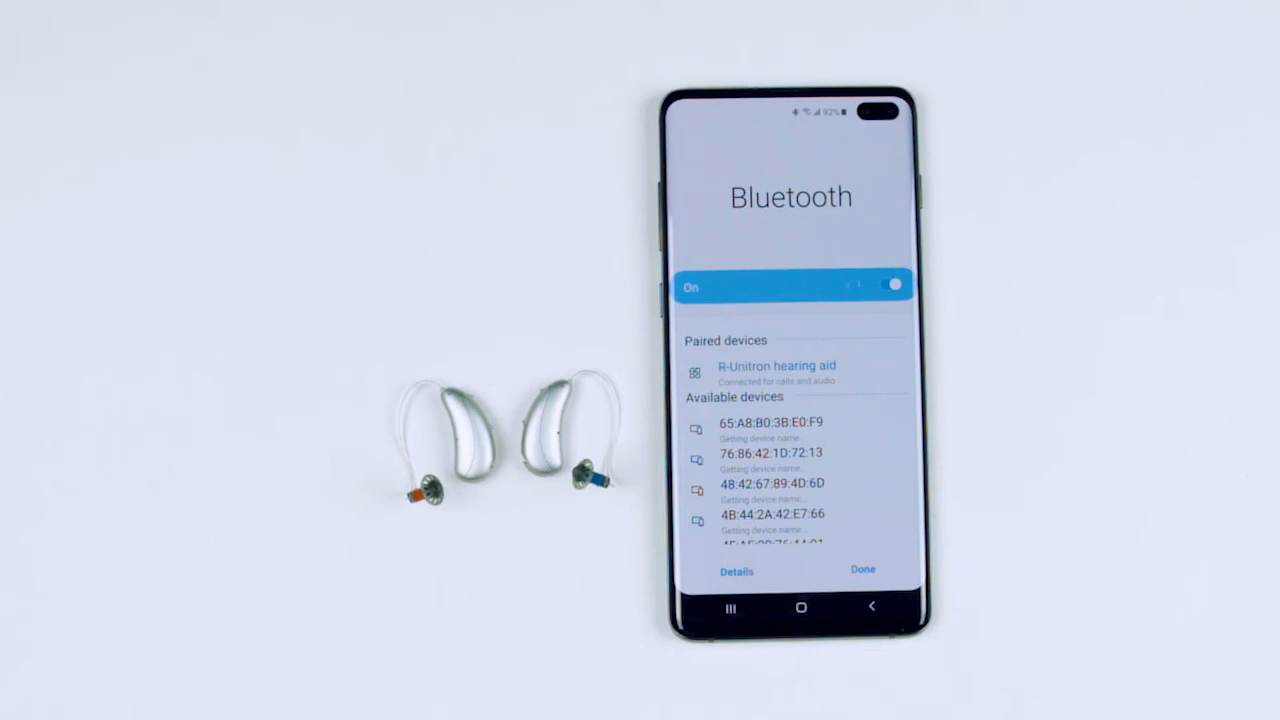 92%
Bluetooth
On
Paired devices
R-Unitron hearing aid
Connected for calls and audio
Available devices
65:A8:B0:3B:E0:F9
Getting device name...
76:86:42:1D:72:13
Getting device name...
48:42:67:89:4D:6D
Getting device name...
4B:44:2A:42:E7:66
Getting device name...
Details
Done